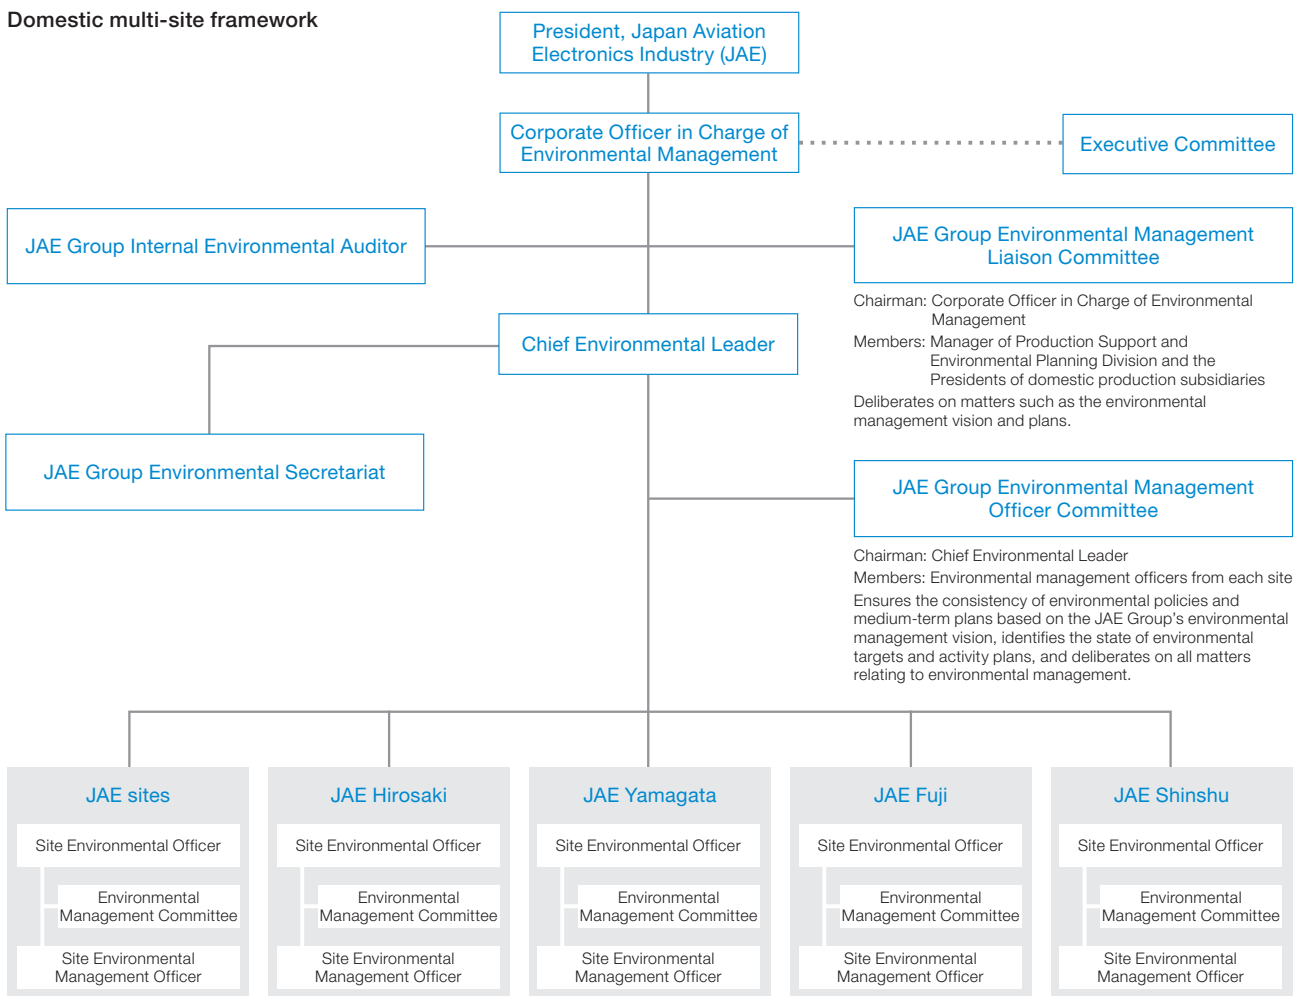 Domestic multi-site framework
President, Japan Aviation
Electronics Industry (JAE)
Corporate Officer in Charge of
Environmental Management
Executive Committee
JAE Group Internal Environmental Auditor
JAE Group Environmental Management
Liaison Committee
Chairman: Corporate Officer in Charge of Environmental
Management
Members: Manager of Production Support and
Environmental Planning Division and the
Presidents of domestic production subsidiaries
Deliberates on matters such as the environmental
management vision and plans.
Chief Environmental Leader
JAE Group Environmental Secretariat
JAE Group Environmental Management
Officer Committee
Chairman: Chief Environmental Leader
Members: Environmental management officers from each site
Ensures the consistency of environmental policies and
medium-term plans based on the JAE Group's environmental
management vision, identifies the state of environmental
targets and activity plans, and deliberates on all matters
relating to environmental management.
JAE sites
Site Environmental Officer
Environmental
Management Committee
Site Environmental
Management Officer
JAE Hirosaki
Site Environmental Officer
Environmental
Management Committee
Site Environmental
Management Officer
JAE Yamagata
Site Environmental Officer
Environmental
Management Committee
Site Environmental
Management Officer
JAE Fuji
Site Environmental Officer
Environmental
Management Committee
Site Environmental
Management Officer
JAE Shinshu
Site Environmental Officer
Environmental
Management Committee
Site Environmental
Management Officer